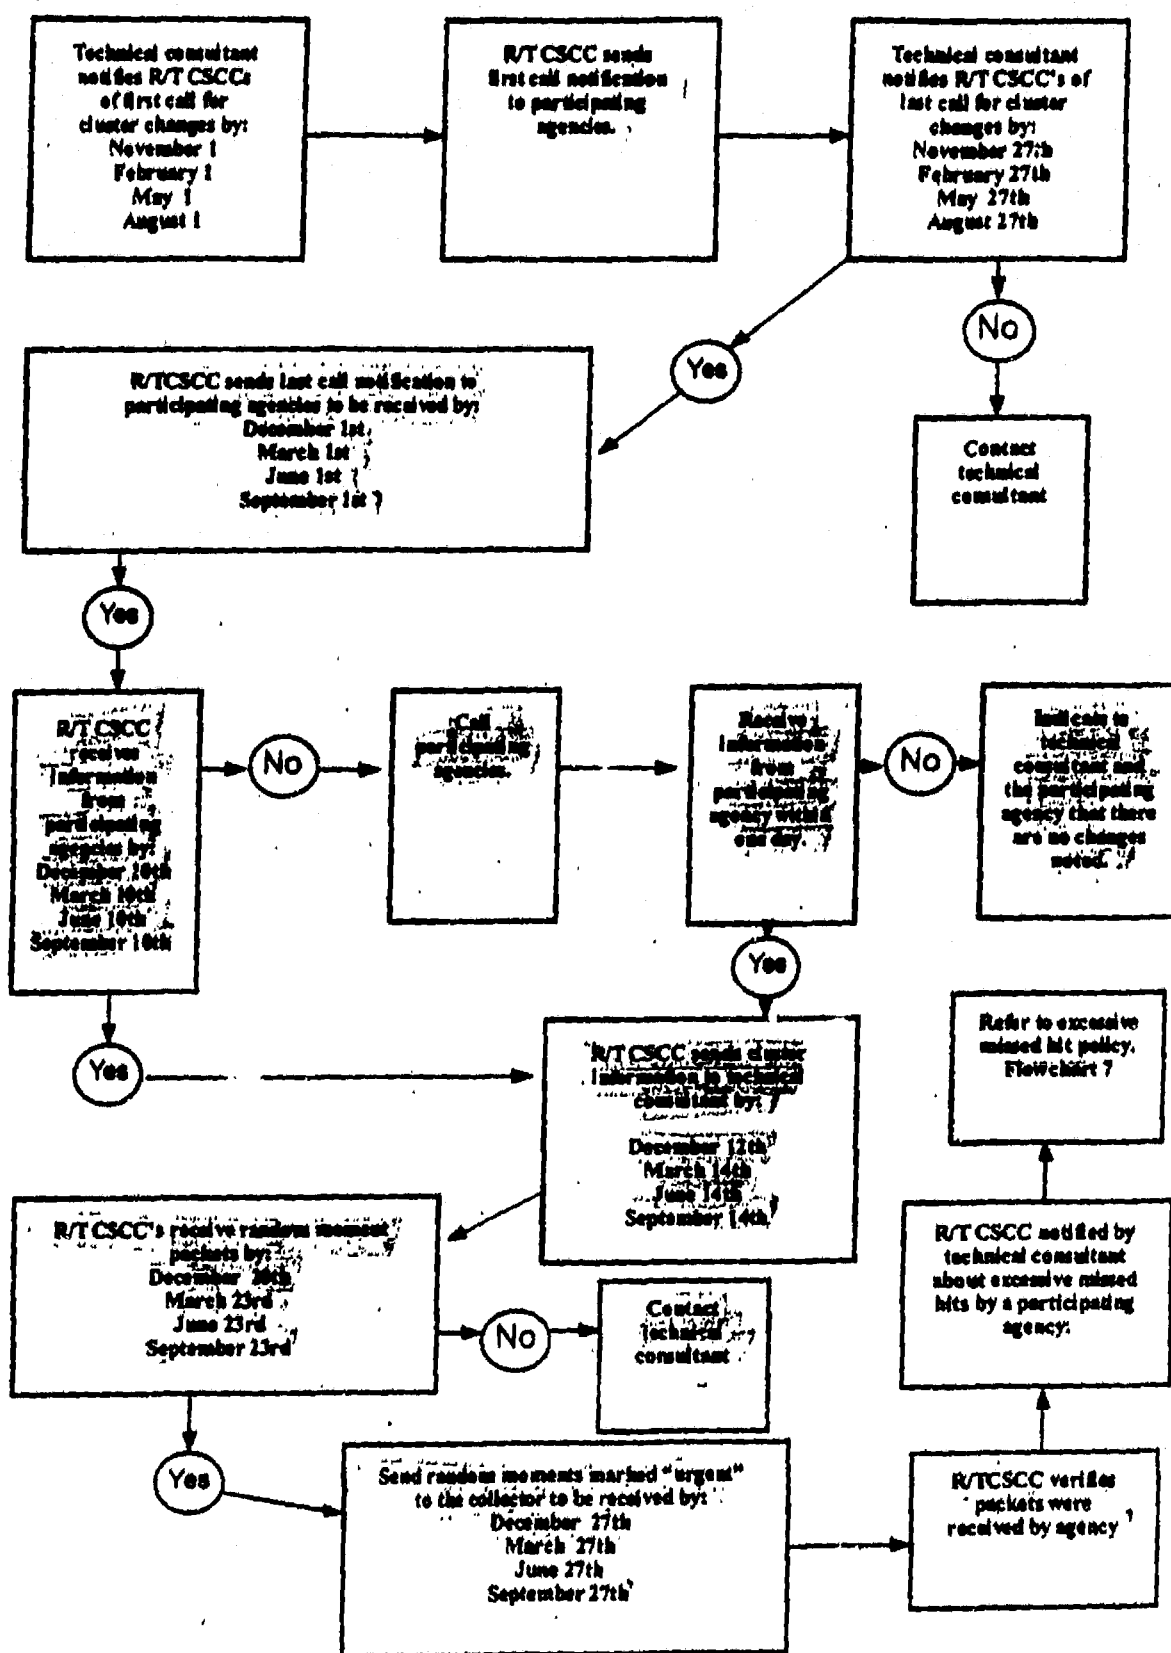 Technical consultant
notifies R/T CSCCs
of first call for
cluster changes by:
November 1
February 1
May 1
August 1
R/T CSCC sends
first call notification
to participating
agencies.
Technical consultant
notifies R/T CSCC's of
last call for cluster
changes by:
November 27th
February 27th
May 27th
August 27th
No
Yes
R/TCSCC sends last call notification to
participating agencies to be received by:
December 1st
March 1st
June 1st
September 1st
Contact
technical
consultant
Yes
R/T CSCC
receives
information
from
participating
agencies by:
December 10th
March 10th
June 10th
September 10th
No
Call
participating
agencies.
Receive
information
from
participating
agency within
one day.
No
Indicate to
technical
consultant and
the participating
agency that there
are no changes
noted.
Yes
Yes
R/T CSCC sends cluster
information to technical
consultant by:
December 12th
March 14th
June 14th
September 14th
Refer to excessive
missed hit policy.
Flowchart 7
R/T CSCC's receive random moment
packets by:
December 20th
March 23rd
June 23rd
September 23rd
No
Contact
technical
consultant
R/T CSCC notified by
technical consultant
about excessive missed
hits by a participating
agency.
Yes
Send random moments marked "urgent"
to the collector to be received by:
December 27th
March 27th
June 27th
September 27th
R/TCSCC verifies
packets were
received by agency